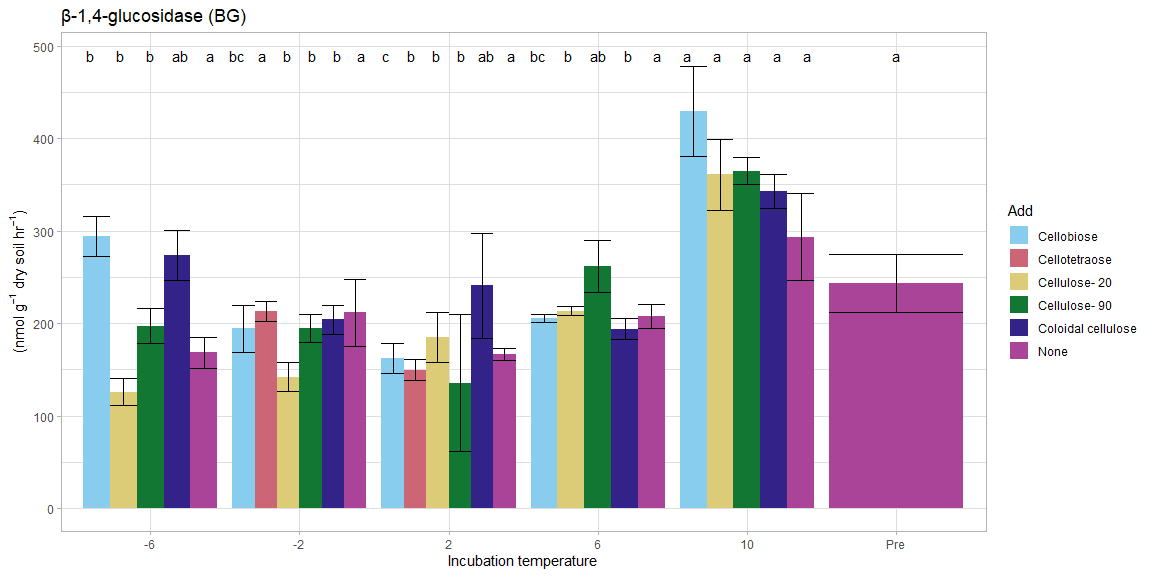 β-1,4-glucosidase (BG)
b b b ab a bc a b b b a c b b b ab a bc b ab b a a a a a a a
500
400
300
200
100
0
(nmol g⁻¹ dry soil hr⁻¹)
-6 -2 2 6 10 Pre
Incubation temperature
Add
Cellobiose
Cellotetraose
Cellulose- 20
Cellulose- 90
Coloidal cellulose
None